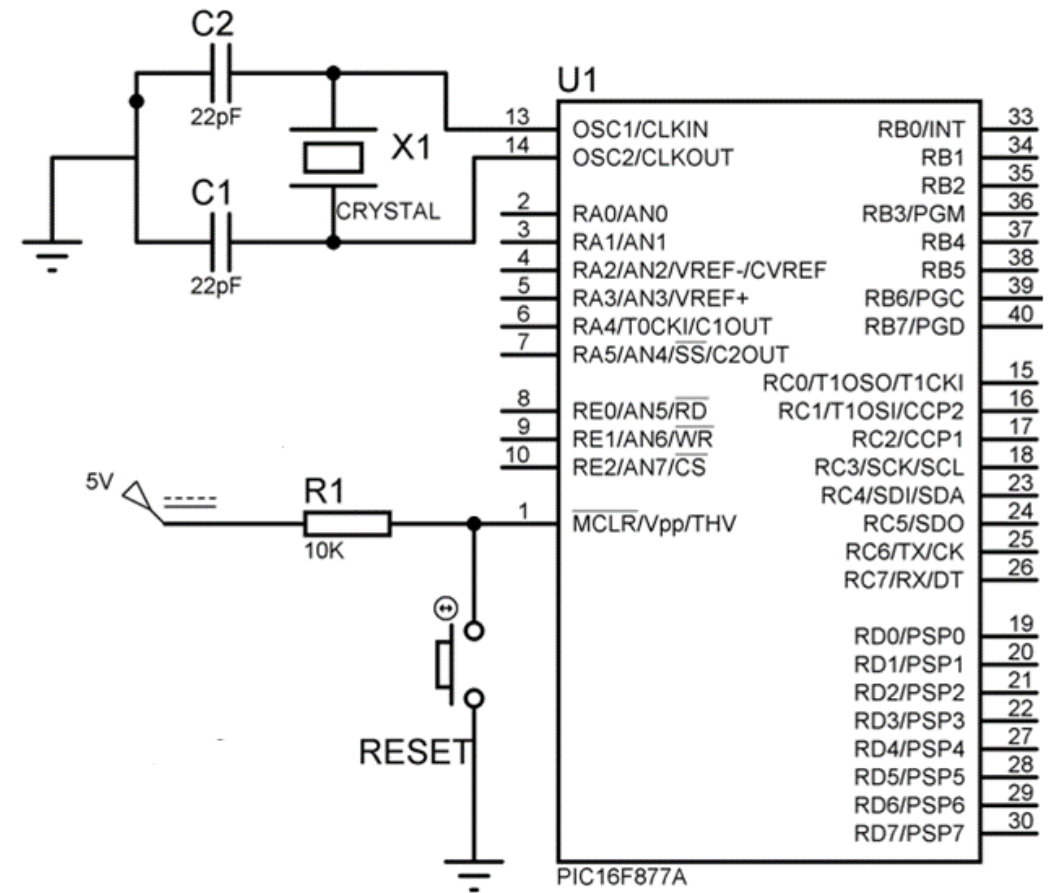 C2
22pF
X1
CRYSTAL
C1
22pF
5V
R1
10K
RESET
U1
13 OSC1/CLKIN
14 OSC2/CLKOUT
2 RA0/AN0
3 RA1/AN1
4 RA2/AN2/VREF-/CVREF
5 RA3/AN3/VREF+
6 RA4/T0CKI/C1OUT
7 RA5/AN4/SS/C2OUT
8 RE0/AN5/RD
9 RE1/AN6/WR
10 RE2/AN7/CS
1 MCLR/Vpp/THV
RB0/INT 33
RB1 34
RB2 35
RB3/PGM 36
RB4 37
RB5 38
RB6/PGC 39
RB7/PGD 40
RC0/T1OSO/T1CKI 15
RC1/T1OSI/CCP2 16
RC2/CCP1 17
RC3/SCK/SCL 18
RC4/SDI/SDA 23
RC5/SDO 24
RC6/TX/CK 25
RC7/RX/DT 26
RD0/PSP0 19
RD1/PSP1 20
RD2/PSP2 21
RD3/PSP3 22
RD4/PSP4 27
RD5/PSP5 28
RD6/PSP6 29
RD7/PSP7 30
PIC16F877A